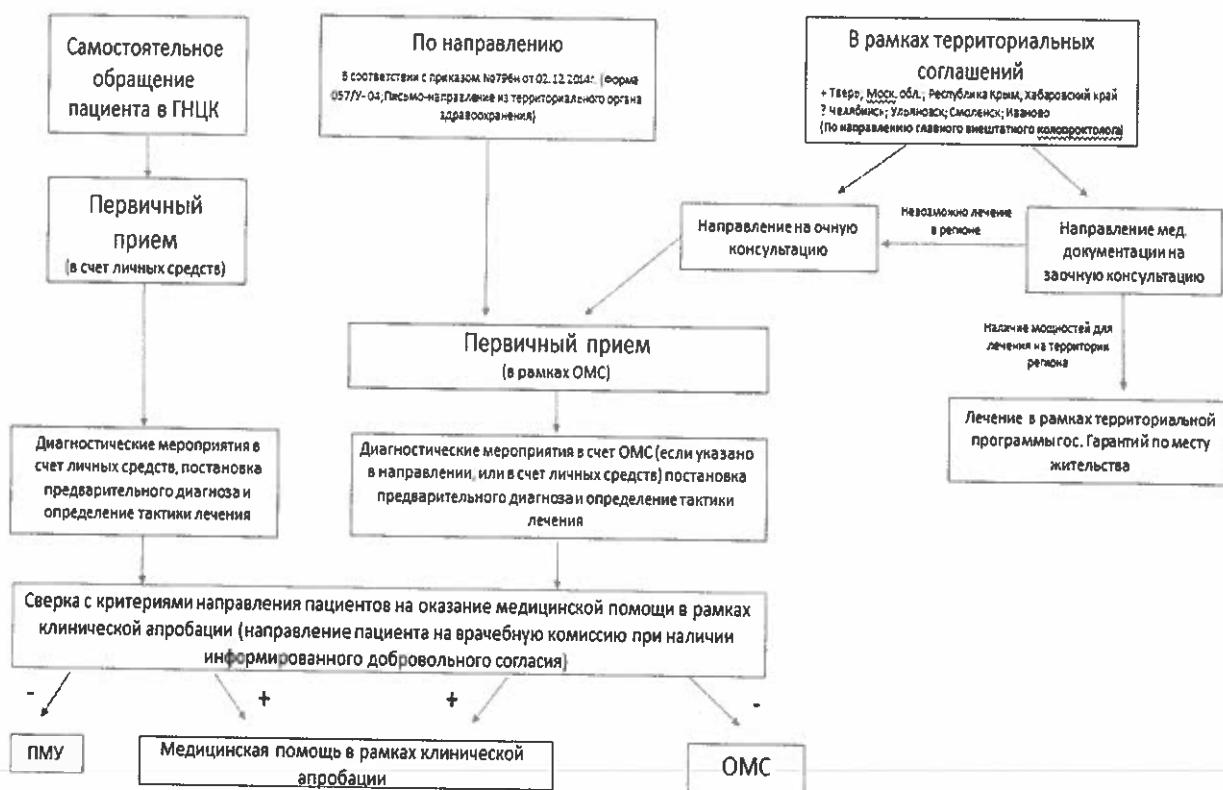 Самостоятельное
обращение
пациента в ГНЦК
По направлению
В соответствии с приказом №796н от 02.12.2014г. (Форма
057/У-04; Письмо-направление из территориального органа
здравоохранения)
В рамках территориальных
соглашений
+ Тверь; Моск. обл.; Республика Крым, Хабаровский край
? Челябинск; Ульяновск; Смоленск; Иваново
(По направлению главного внештатного колопроктолога)
Первичный
прием
(в счет личных средств)
Направление на очную
консультацию
Невозможно лечение
в регионе
Направление мед.
документации на
заочную консультацию
Наличие мощностей для
лечения на территории
региона
Первичный прием
(в рамках ОМС)
Лечение в рамках территориальной
программы гос. Гарантий по месту
жительства
Диагностические мероприятия в
счет личных средств, постановка
предварительного диагноза и
определение тактики лечения
Диагностические мероприятия в счет ОМС (если указано
в направлении, или в счет личных средств) постановка
предварительного диагноза и определение тактики
лечения
Сверка с критериями направления пациентов на оказание медицинской помощи в рамках
клинической апробации (направление пациента на врачебную комиссию при наличии
информированного добровольного согласия)
- + + -
ПМУ
Медицинская помощь в рамках клинической
апробации
ОМС